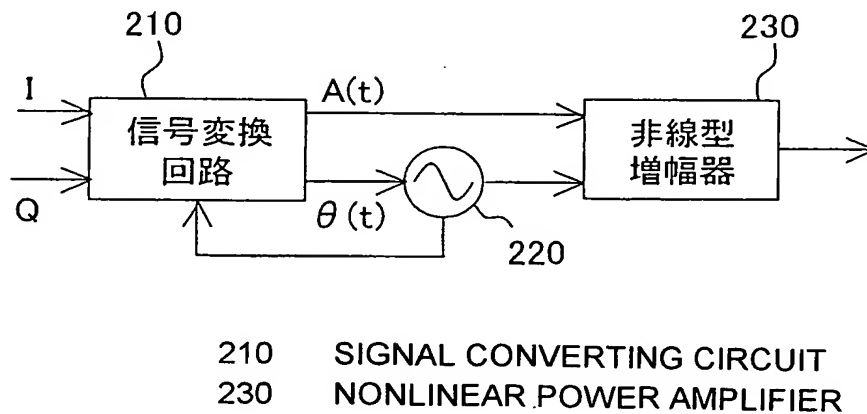 210
230
I
A(t)
信号変換
回路
非線型
増幅器
Q
θ(t)
220
210 SIGNAL CONVERTING CIRCUIT
230 NONLINEAR POWER AMPLIFIER